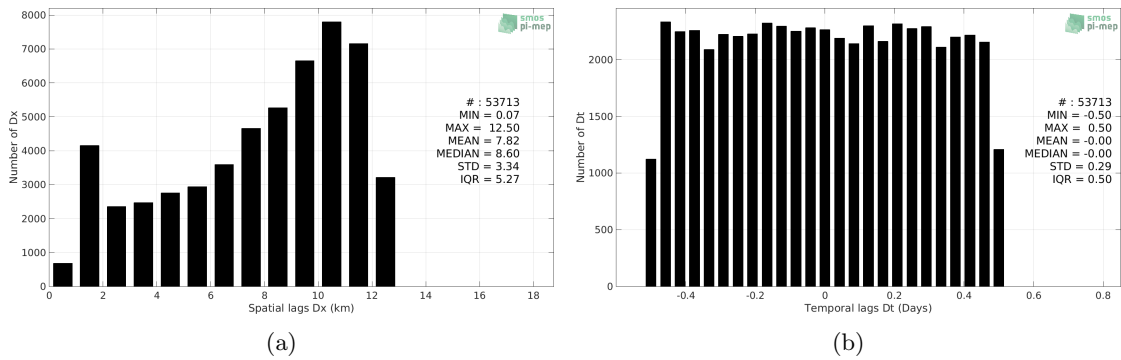 smos
pi-mep
8000
7000
6000
5000
4000
3000
2000
1000
0
Number of Dx
# : 53713
MIN = 0.07
MAX = 12.50
MEAN = 7.82
MEDIAN = 8.60
STD = 3.34
IQR = 5.27
0 2 4 6 8 10 12 14 16 18
Spatial lags Dx (km)
(a)
smos
pi-mep
2000
1500
1000
500
0
Number of Dt
# : 53713
MIN = -0.50
MAX = 0.50
MEAN = -0.00
MEDIAN = -0.00
STD = 0.29
IQR = 0.50
-0.4 -0.2 0 0.2 0.4 0.6 0.8
Temporal lags Dt (Days)
(b)